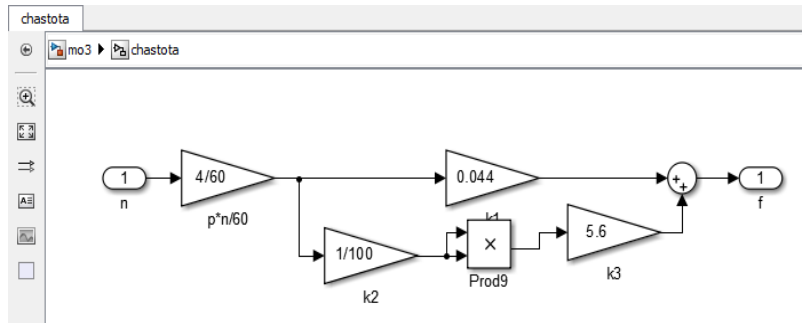 chastota
mo3 chastota
1
n
4/60
p*n/60
0.044
k1
1/100
k2
×
Prod9
5.6
k3
+
+
1
f